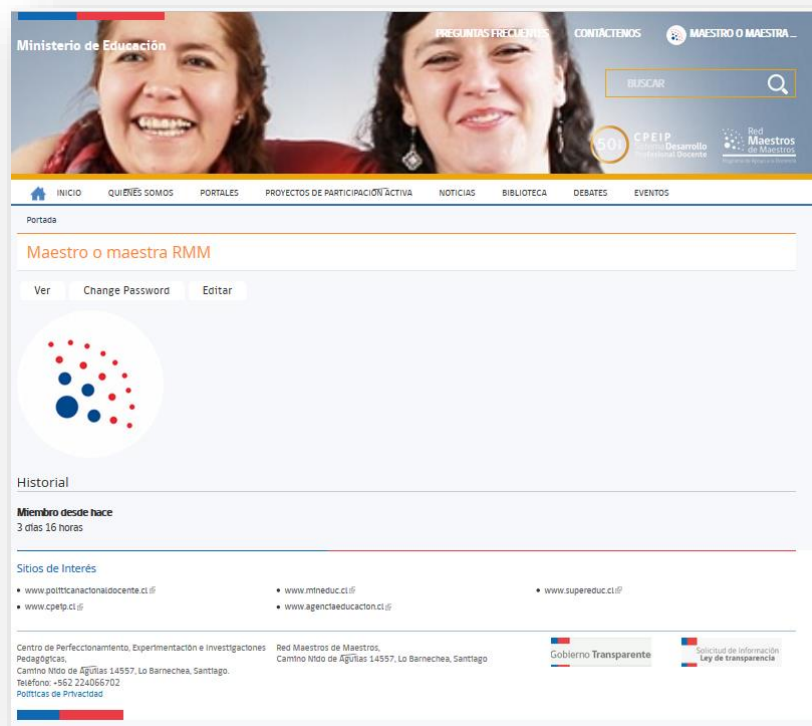 Ministerio de Educación
PREGUNTAS FRECUENTES CONTÁCTENOS MAESTRO O MAESTRA ...
BUSCAR
50 CPEIP
Desarrollo
Profesional Docente
Red
Maestros
de Maestros
INICIO QUIÉNES SOMOS PORTALES PROYECTOS DE PARTICIPACIÓN ACTIVA NOTICIAS BIBLIOTECA DEBATES EVENTOS
Portada
Maestro o maestra RMM
Ver Change Password Editar
Historial
Miembro desde hace
3 días 16 horas
Sitios de Interés
• www.politicanacionaldocente.cl • www.mineduc.cl • www.supereduc.cl
• www.cpeip.cl • www.agenciaeducacion.cl
Centro de Perfeccionamiento, Experimentación e Investigaciones
Pedagógicas,
Camino Nido de Águilas 14557, Lo Barnechea, Santiago.
Teléfono: +562 224066702
Políticas de Privacidad
Red Maestros de Maestros,
Camino Nido de Águilas 14557, Lo Barnechea, Santiago
Gobierno Transparente
Solicitud de información
Ley de transparencia